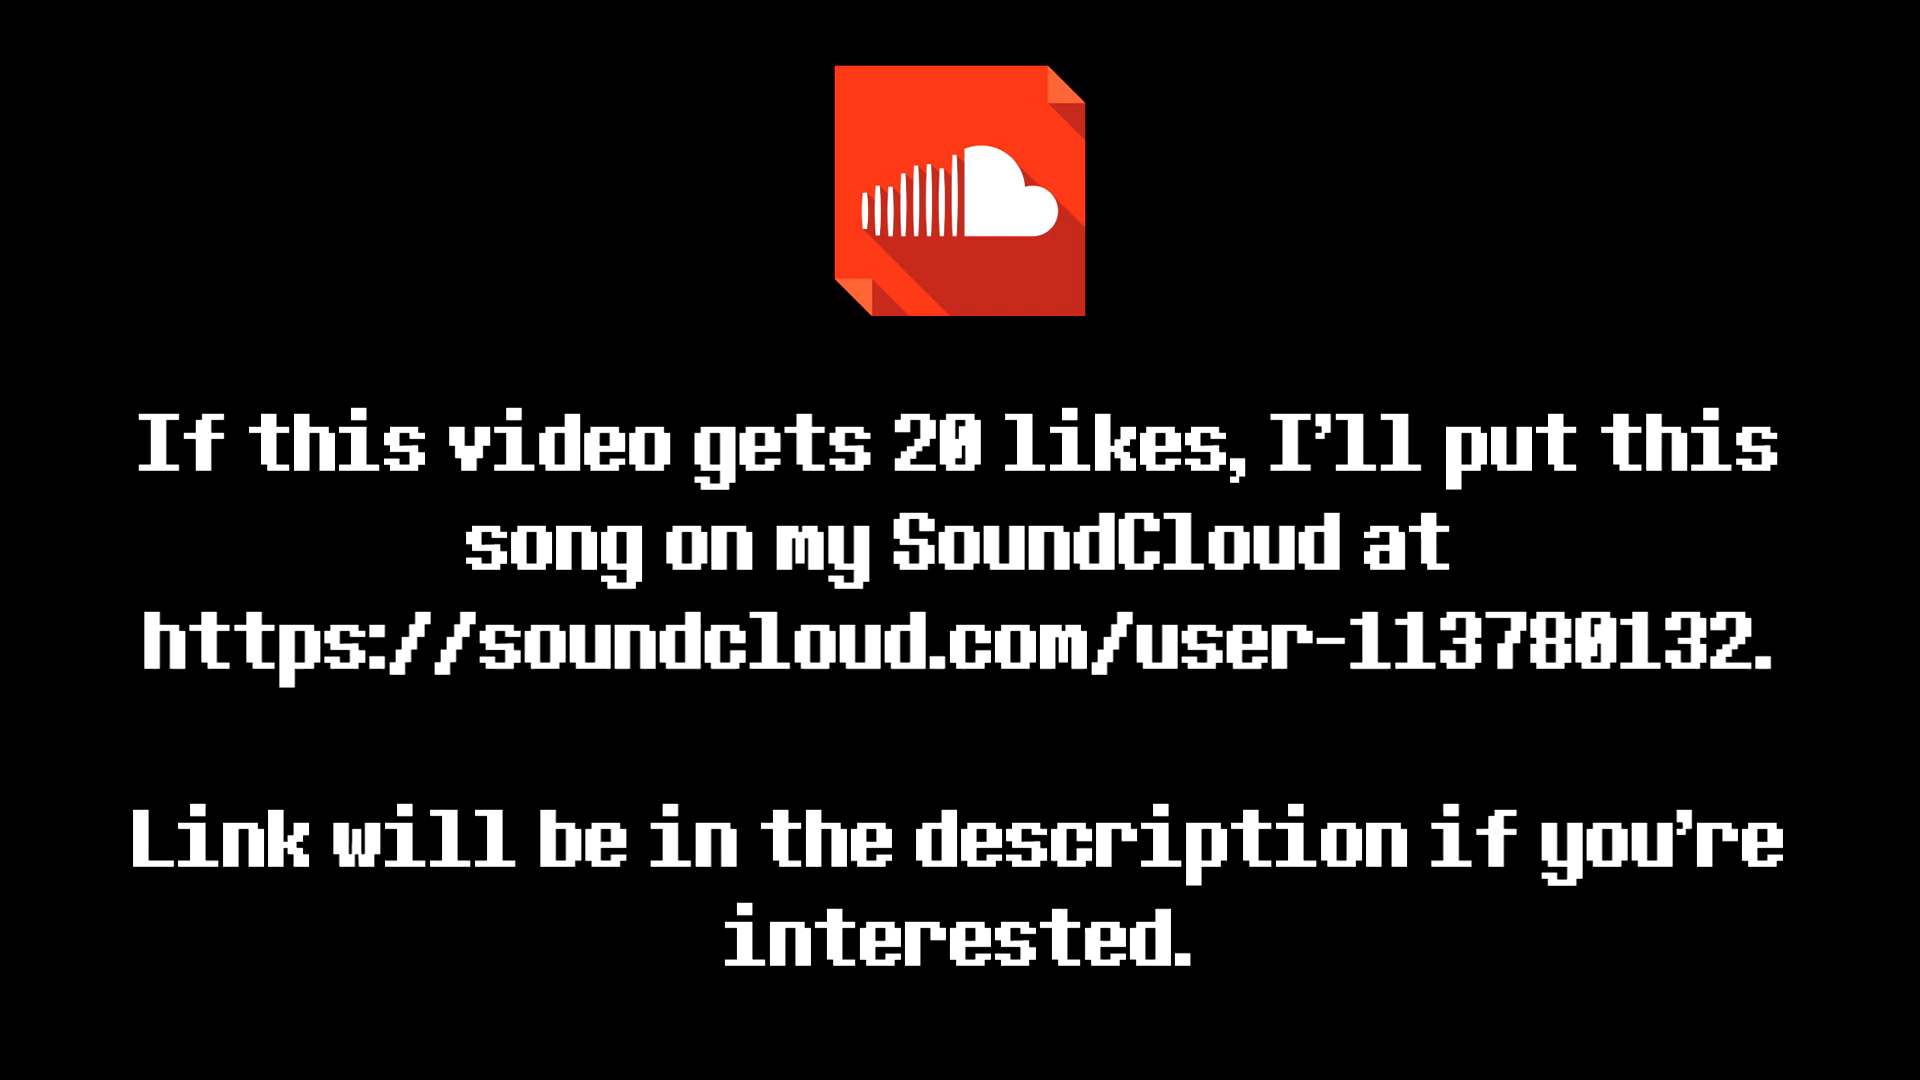 If this video gets 20 likes, I'll put this
song on my SoundCloud at
https://soundcloud.com/user-113780132.
Link will be in the description if you're
interested.